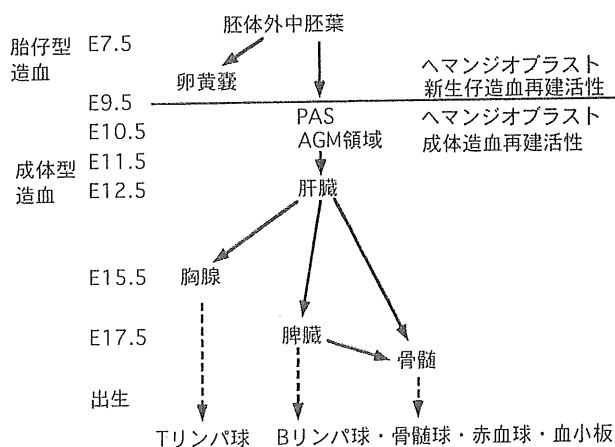 胚体外中胚葉
胎仔型
造血
E7.5
卵黄嚢
ヘマンジオブラスト
新生仔造血再建活性
E9.5
PAS
AGM領域
ヘマンジオブラスト
成体造血再建活性
E10.5
E11.5
成体型
造血
E12.5
肝臓
E15.5
胸腺
E17.5
脾臓
骨髄
出生
Tリンパ球
Bリンパ球・骨髄球・赤血球・血小板